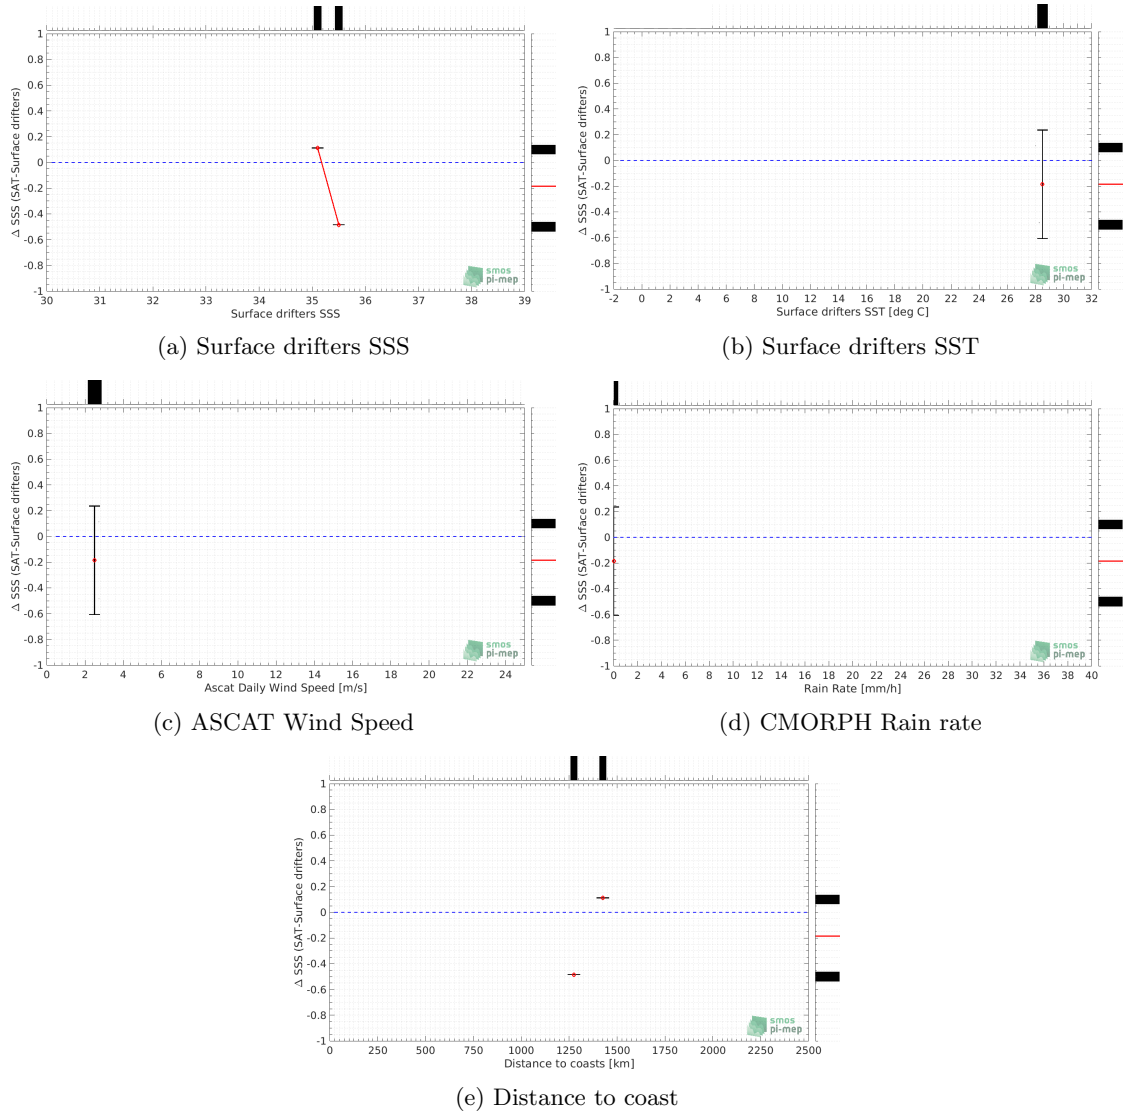 Δ SSS (SAT-Surface drifters)
1
0.8
0.6
0.4
0.2
0
-0.2
-0.4
-0.6
-0.8
-1
30 31 32 33 34 35 36 37 38 39
Surface drifters SSS
smos
pi-mep
(a) Surface drifters SSS
Δ SSS (SAT-Surface drifters)
1
0.8
0.6
0.4
0.2
0
-0.2
-0.4
-0.6
-0.8
-1
-2 0 2 4 6 8 10 12 14 16 18 20 22 24 26 28 30 32
Surface drifters SST [deg C]
smos
pi-mep
(b) Surface drifters SST
Δ SSS (SAT-Surface drifters)
1
0.8
0.6
0.4
0.2
0
-0.2
-0.4
-0.6
-0.8
-1
0 2 4 6 8 10 12 14 16 18 20 22 24
Ascat Daily Wind Speed [m/s]
smos
pi-mep
(c) ASCAT Wind Speed
Δ SSS (SAT-Surface drifters)
1
0.8
0.6
0.4
0.2
0
-0.2
-0.4
-0.6
-0.8
-1
0 2 4 6 8 10 12 14 16 18 20 22 24 26 28 30 32 34 36 38 40
Rain Rate [mm/h]
smos
pi-mep
(d) CMORPH Rain rate
Δ SSS (SAT-Surface drifters)
1
0.8
0.6
0.4
0.2
0
-0.2
-0.4
-0.6
-0.8
-1
0 250 500 750 1000 1250 1500 1750 2000 2250 2500
Distance to coasts [km]
smos
pi-mep
(e) Distance to coast